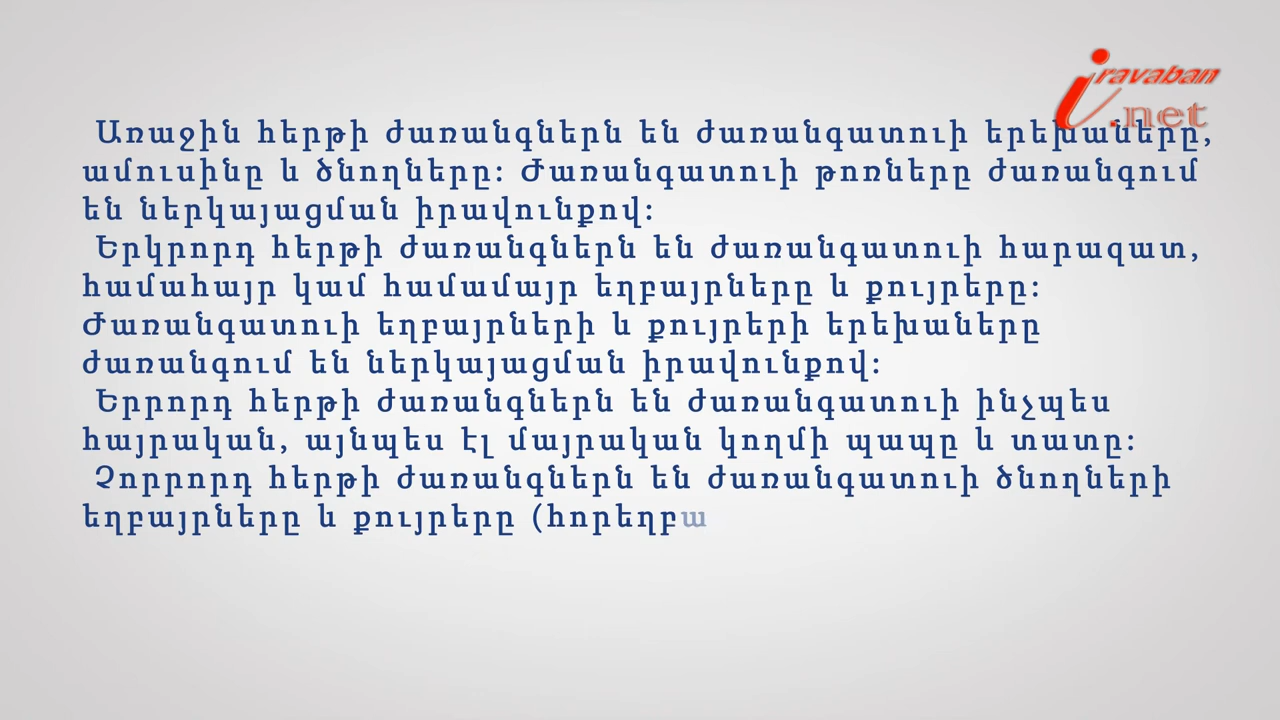 iravaban
.net
Առաջին հերթի ժառանգներն են ժառանգատուի երեխաները,
ամուսինը և ծնողները: Ժառանգատուի թոռները ժառանգում
են ներկայացման իրավունքով:
Երկրորդ հերթի ժառանգներն են ժառանգատուի հարազատ,
համահայր կամ համամայր եղբայրները և քույրերը:
Ժառանգատուի եղբայրների և քույրերի երեխաները
ժառանգում են ներկայացման իրավունքով:
Երրորդ հերթի ժառանգներն են ժառանգատուի ինչպես
հայրական, այնպես էլ մայրական կողմի պապը և տատը:
Չորրորդ հերթի ժառանգներն են ժառանգատուի ծնողների
եղբայրները և քույրերը (հորեղբա